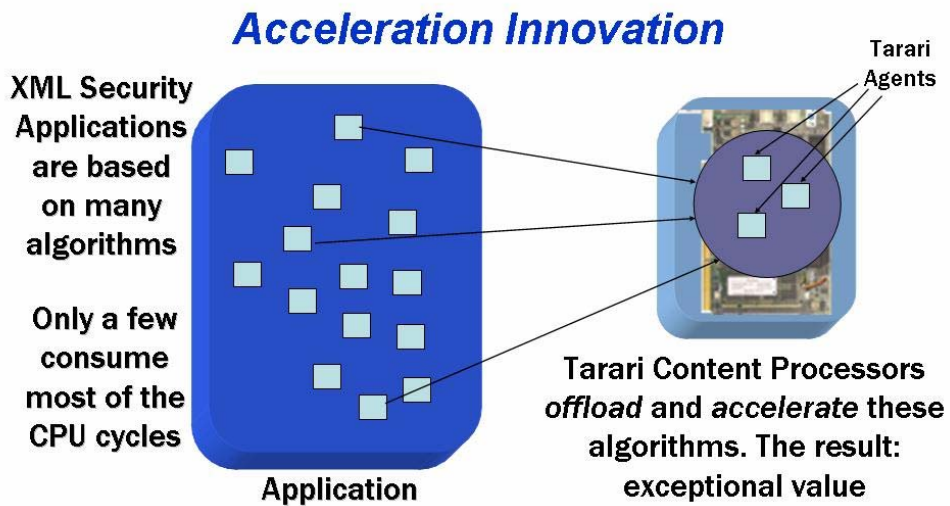 Acceleration Innovation
XML Security
Applications
are based
on many
algorithms
Only a few
consume
most of the
CPU cycles
Application
Tarari
Agents
Tarari Content Processors
offload and accelerate these
algorithms. The result:
exceptional value